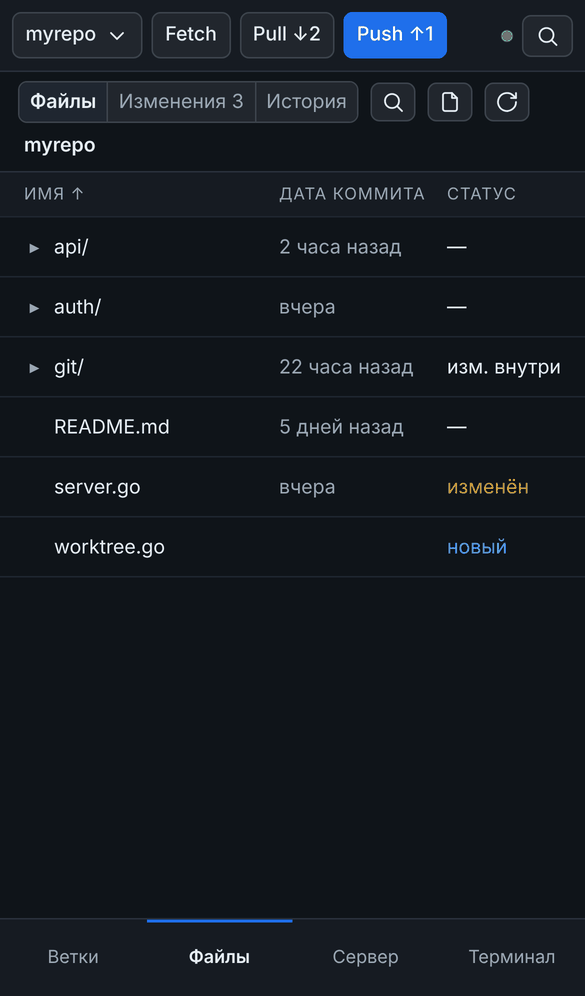 myrepo Fetch Pull ↓2 Push ↑1
Файлы Изменения 3 История
myrepo
ИМЯ ↑ ДАТА КОММИТА СТАТУС
▸ api/ 2 часа назад —
▸ auth/ вчера —
▸ git/ 22 часа назад изм. внутри
README.md 5 дней назад —
server.go вчера изменён
worktree.go новый
Ветки Файлы Сервер Терминал